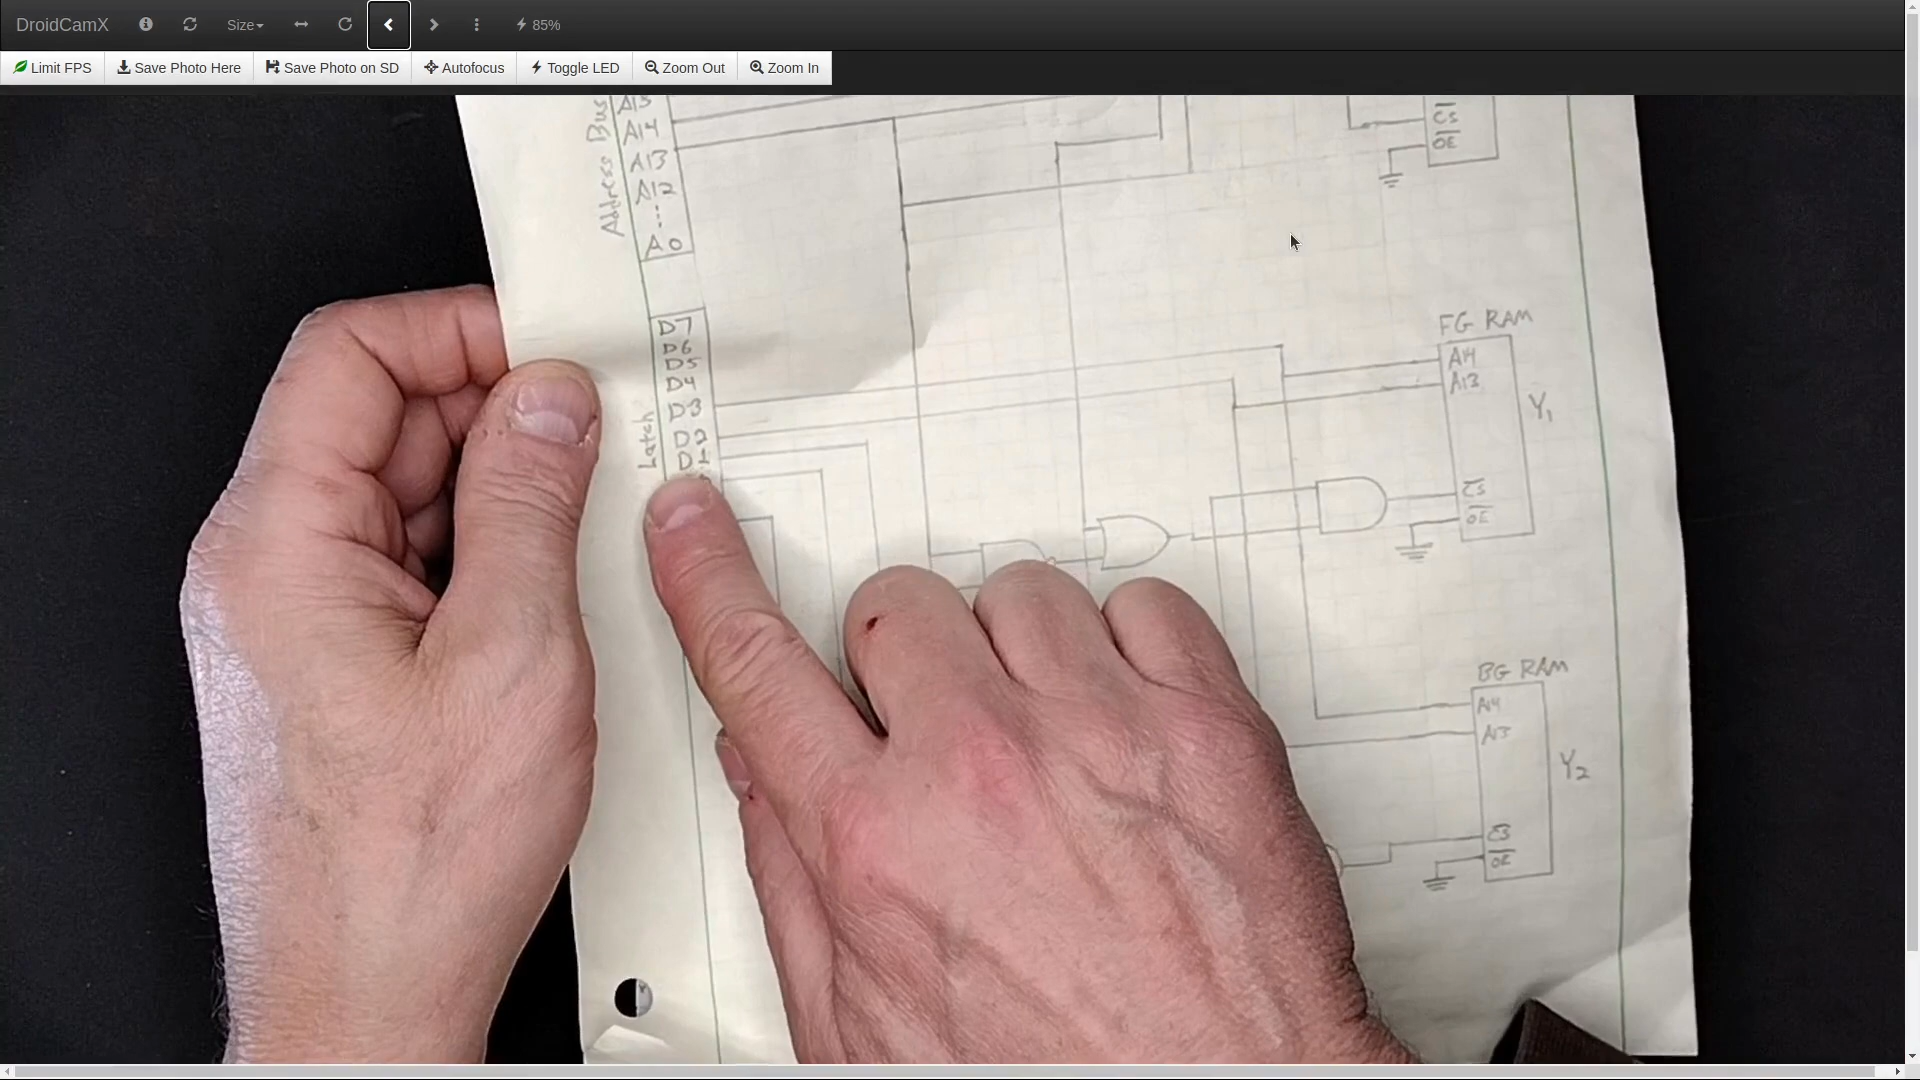 DroidCamX Size 85%
Limit FPS Save Photo Here Save Photo on SD Autofocus Toggle LED Zoom Out Zoom In
Address Bus
A15
A14
A13
A12
A0
CS
OE
Latch
D7
D6
D5
D4
D3
D2
D1
FG RAM
A14
A13
Y1
CS
OE
BG RAM
A14
A13
Y2
CS
OE